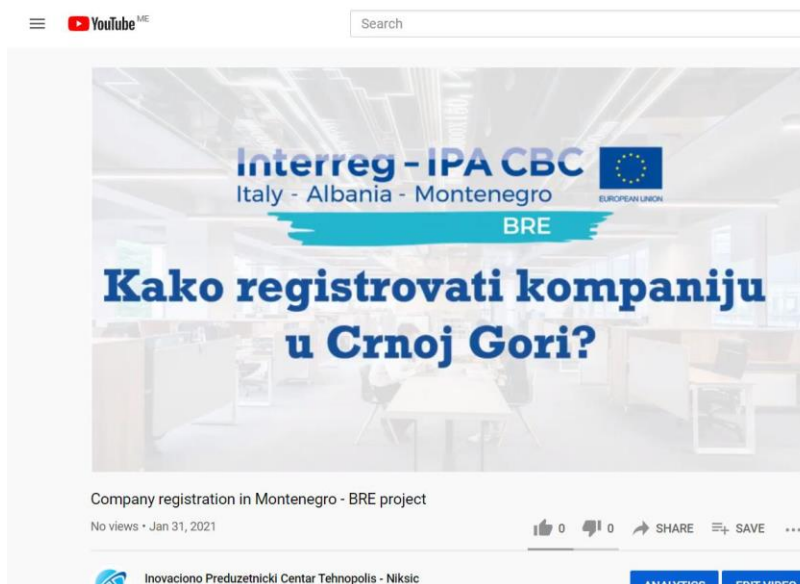 YouTube ME
Search
Interreg - IPA CBC
Italy - Albania - Montenegro
EUROPEAN UNION
BRE
Kako registrovati kompaniju
u Crnoj Gori?
Company registration in Montenegro - BRE project
No views • Jan 31, 2021
0 0 SHARE SAVE
Inovaciono Preduzetnicki Centar Tehnopolis - Niksic
ANALYTICS EDIT VIDEO